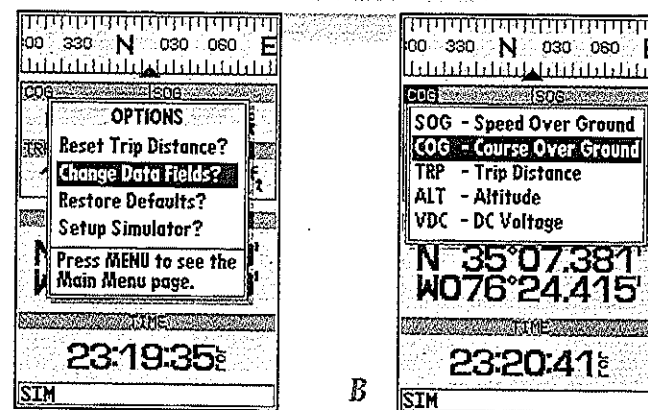 :00 330 N 030 060 E
COG SOG
OPTIONS
Reset Trip Distance?
Change Data Fields?
Restore Defaults?
Setup Simulator?
Press MENU to see the
Main Menu page.
N
W
TIME
23:19:35
SIM
B
:00 330 N 030 060
COG SOG
SOG - Speed Over Ground
COG - Course Over Ground
TRP - Trip Distance
ALT - Altitude
VDC - DC Voltage
N 35°07.381'
W076°24.415'
TIME
23:20:41
SIM